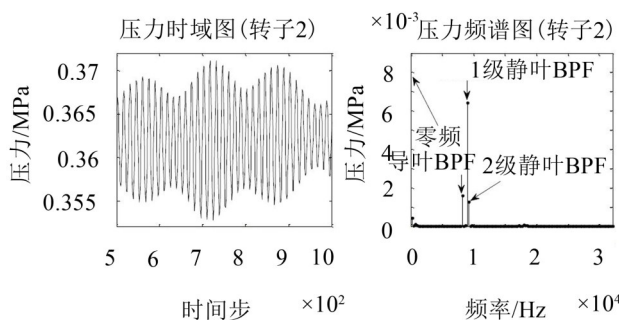 压力时域图(转子2)
压力/MPa
0.37
0.365
0.36
0.355
5 6 7 8 9 10
×10²
时间步
×10⁻³
压力频谱图(转子2)
压力/MPa
8
6
4
2
0
1级静叶BPF
零频
导叶BPF
2级静叶BPF
0 1 2 3
×10⁴
频率/Hz